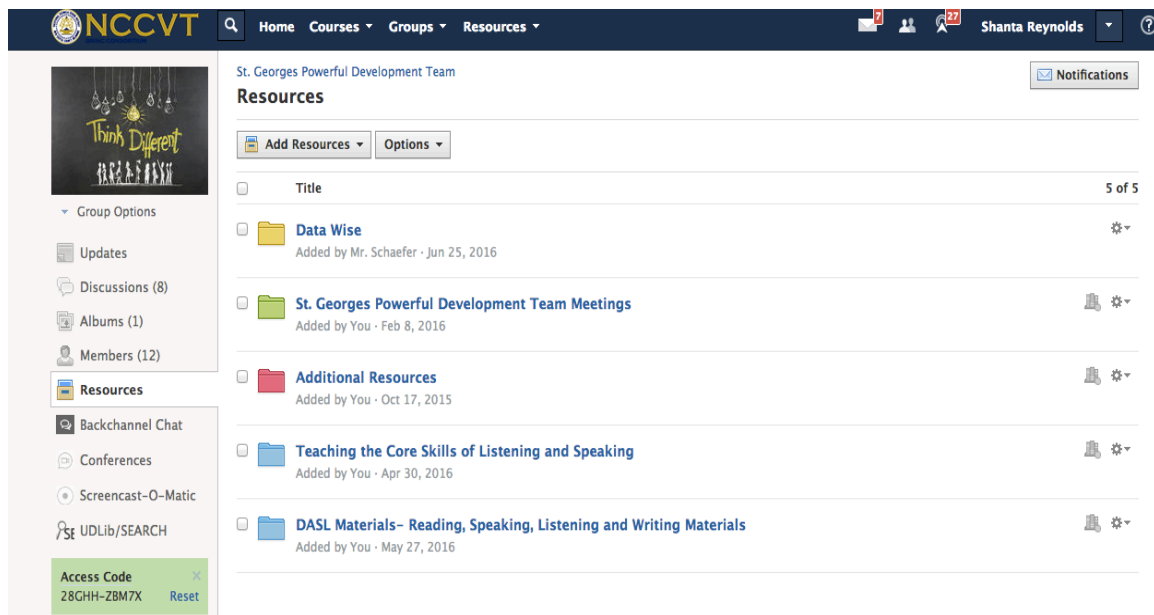 NCCVT Home Courses Groups Resources 7 27 Shanta Reynolds
St. Georges Powerful Development Team
Notifications
Resources
Think Different
Add Resources Options
Title 5 of 5
Group Options
Data Wise
Added by Mr. Schaefer · Jun 25, 2016
Updates
Discussions (8)
St. Georges Powerful Development Team Meetings
Added by You · Feb 8, 2016
Albums (1)
Members (12)
Resources
Additional Resources
Added by You · Oct 17, 2015
Backchannel Chat
Conferences
Teaching the Core Skills of Listening and Speaking
Added by You · Apr 30, 2016
Screencast-O-Matic
SE UDLib/SEARCH
DASL Materials- Reading, Speaking, Listening and Writing Materials
Added by You · May 27, 2016
Access Code ×
28GHH-ZBM7X Reset